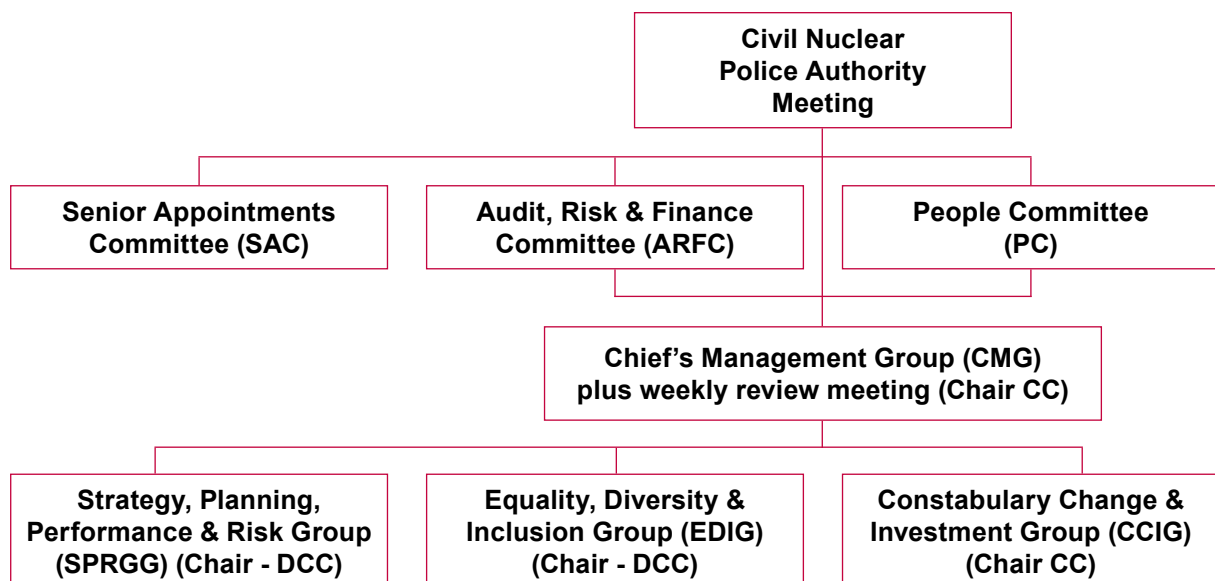 Civil Nuclear
Police Authority
Meeting
Senior Appointments
Committee (SAC)
Audit, Risk & Finance
Committee (ARFC)
People Committee
(PC)
Chief's Management Group (CMG)
plus weekly review meeting (Chair CC)
Strategy, Planning,
Performance & Risk Group
(SPRGG) (Chair - DCC)
Equality, Diversity &
Inclusion Group (EDIG)
(Chair - DCC)
Constabulary Change &
Investment Group (CCIG)
(Chair CC)